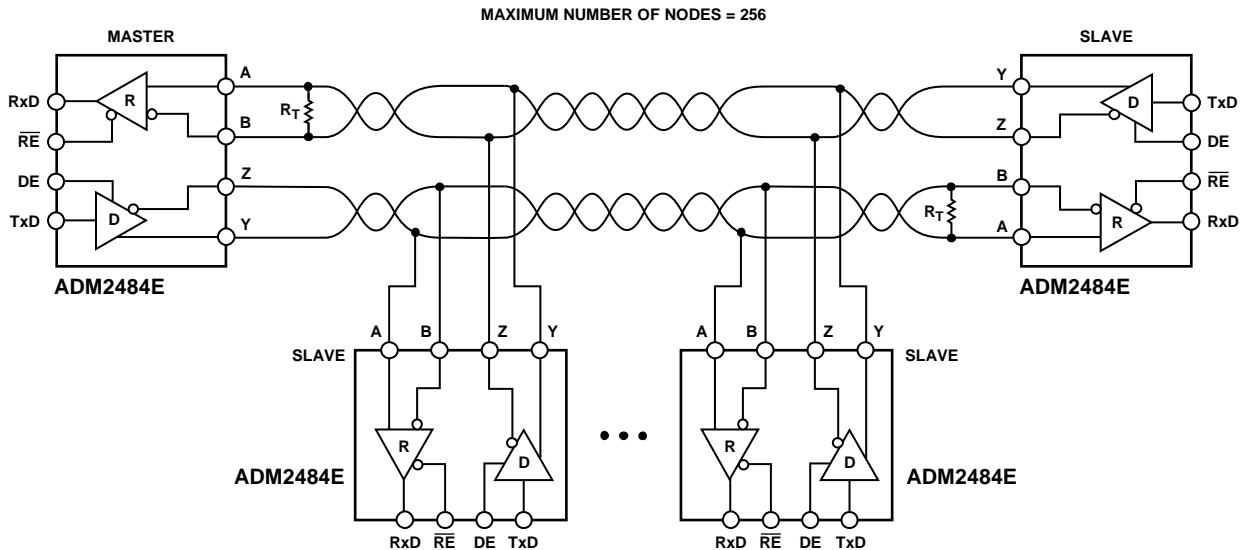 MAXIMUM NUMBER OF NODES = 256
MASTER
SLAVE
A
RxD
R
RT
B
RE
DE
Z
TxD
D
Y
ADM2484E
Y
D
TxD
Z
DE
B
RE
RT
A
R
RxD
ADM2484E
A B Z Y
SLAVE
R
D
ADM2484E
RxD RE DE TxD
A B Z Y
SLAVE
R
D
ADM2484E
RxD RE DE TxD